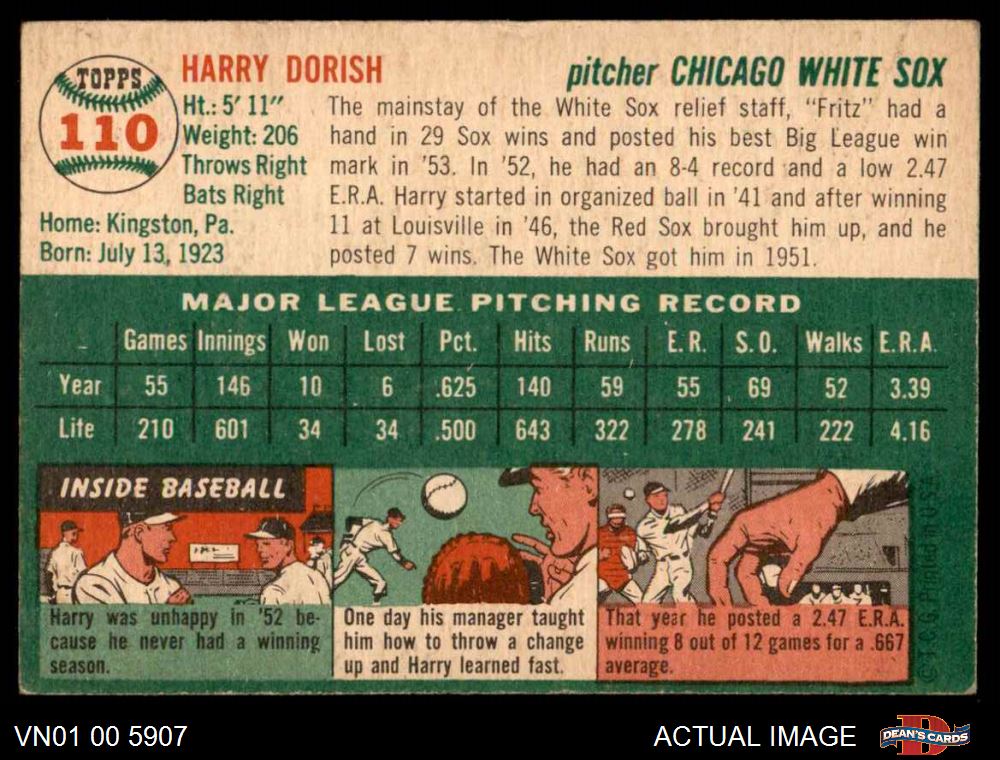 TOPPS
110
HARRY DORISH
pitcher CHICAGO WHITE SOX
Ht.: 5' 11"
Weight: 206
Throws Right
Bats Right
Home: Kingston, Pa.
Born: July 13, 1923
The mainstay of the White Sox relief staff, "Fritz" had a
hand in 29 Sox wins and posted his best Big League win
mark in '53. In '52, he had an 8-4 record and a low 2.47
E.R.A. Harry started in organized ball in '41 and after winning
11 at Louisville in '46, the Red Sox brought him up, and he
posted 7 wins. The White Sox got him in 1951.
MAJOR LEAGUE PITCHING RECORD
Games Innings Won Lost Pct. Hits Runs E.R. S.O. Walks E.R.A.
Year 55 146 10 6 .625 140 59 55 69 52 3.39
Life 210 601 34 34 .500 643 322 278 241 222 4.16
INSIDE BASEBALL
Harry was unhappy in '52 be-
cause he never had a winning
season.
One day his manager taught
him how to throw a change
up and Harry learned fast.
That year he posted a 2.47 E.R.A.
winning 8 out of 12 games for a .667
average.
© T.C.G. PRTD. IN U.S.A.
VN01 00 5907
ACTUAL IMAGE
D
DEAN'S CARDS